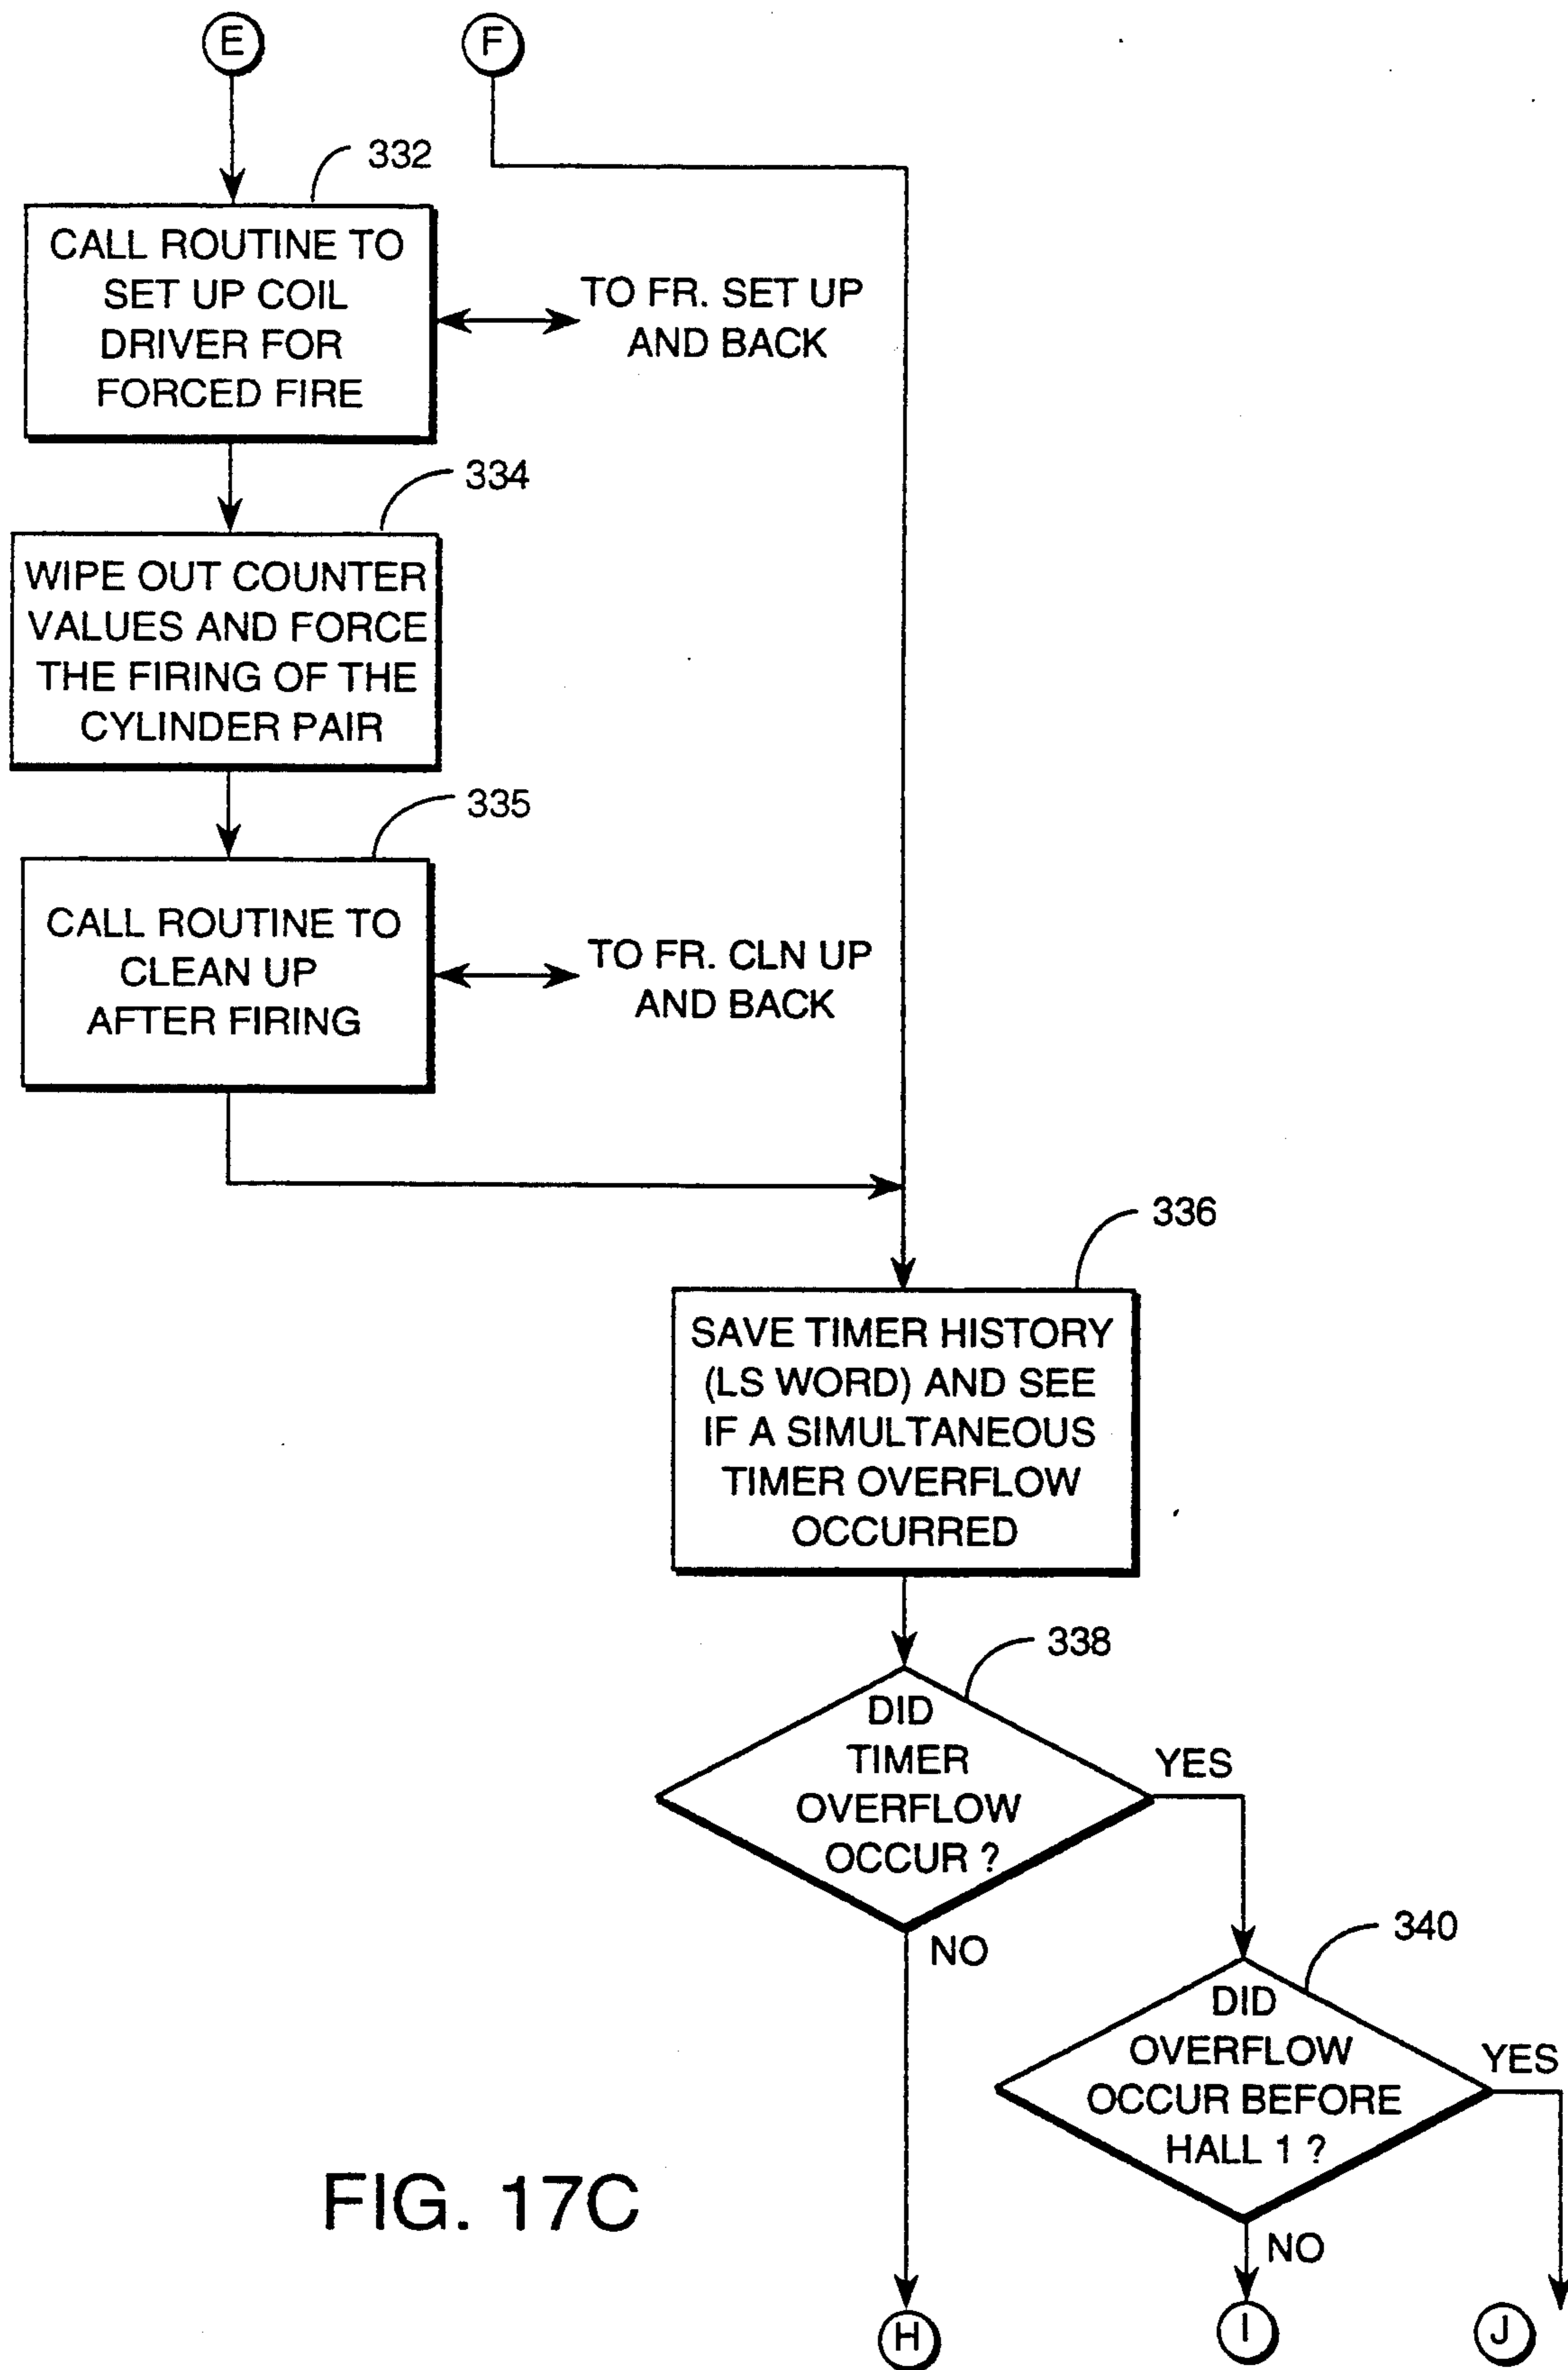 E
F
332
CALL ROUTINE TO
SET UP COIL
DRIVER FOR
FORCED FIRE
TO FR. SET UP
AND BACK
334
WIPE OUT COUNTER
VALUES AND FORCE
THE FIRING OF THE
CYLINDER PAIR
335
CALL ROUTINE TO
CLEAN UP
AFTER FIRING
TO FR. CLN UP
AND BACK
336
SAVE TIMER HISTORY
(LS WORD) AND SEE
IF A SIMULTANEOUS
TIMER OVERFLOW
OCCURRED
338
DID
TIMER
OVERFLOW
OCCUR ?
YES
NO
340
DID
OVERFLOW
OCCUR BEFORE
HALL 1 ?
YES
NO
FIG. 17C
H
I
J